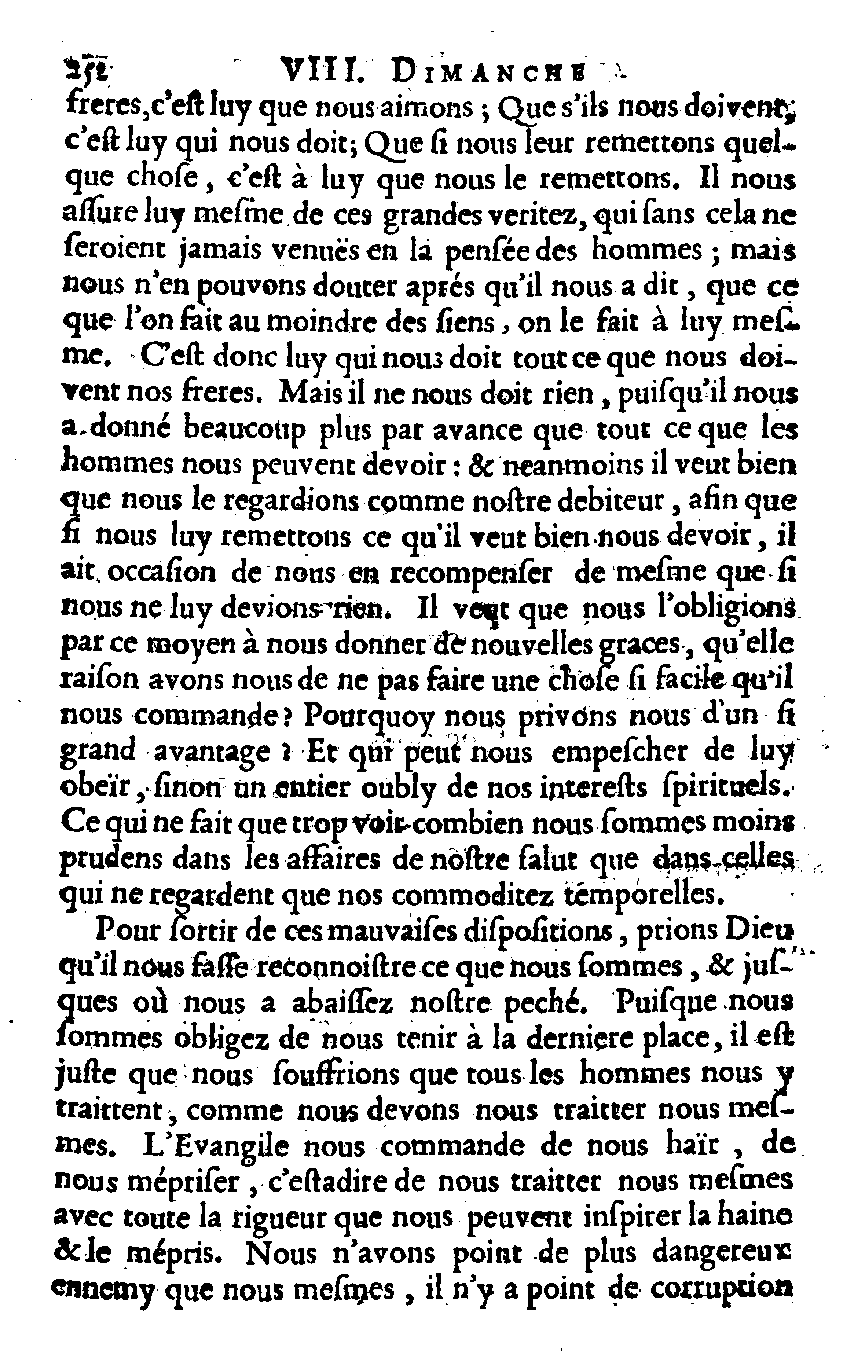 252 VIII. DIMANCHE
freres, c'eſt luy que nous aimons ; Que s'ils nous doivent,
c'eſt luy qui nous doit; Que ſi nous leur remettons quel-
que choſe, c'eſt à luy que nous le remettons. Il nous
aſſure luy meſme de ces grandes veritez, qui ſans cela ne
ſeroient jamais venuës en la penſée des hommes ; mais
nous n'en pouvons douter aprés qu'il nous a dit, que ce
que l'on fait au moindre des ſiens, on le fait à luy meſ-
me. C'eſt donc luy qui nous doit tout ce que nous doi-
vent nos freres. Mais il ne nous doit rien, puiſqu'il nous
a donné beaucoup plus par avance que tout ce que les
hommes nous peuvent devoir : & neanmoins il veut bien
que nous le regardions comme noſtre debiteur, afin que
ſi nous luy remettons ce qu'il veut bien nous devoir, il
ait occaſion de nous en recompenſer de meſme que ſi
nous ne luy devions rien. Il veut que nous l'obligions
par ce moyen à nous donner de nouvelles graces, qu'elle
raiſon avons nous de ne pas faire une choſe ſi facile qu'il
nous commande? Pourquoy nous privons nous d'un ſi
grand avantage ? Et qui peut nous empeſcher de luy
obeïr, ſinon un entier oubly de nos intereſts ſpirituels.
Ce qui ne fait que trop voir combien nous ſommes moins
prudens dans les affaires de noſtre ſalut que dans celles
qui ne regardent que nos commoditez temporelles.
Pour ſortir de ces mauvaiſes diſpoſitions, prions Dieu
qu'il nous faſſe reconnoiſtre ce que nous ſommes, & juſ-
ques où nous a abaiſſez noſtre peché. Puiſque nous
ſommes obligez de nous tenir à la derniere place, il eſt
juſte que nous ſouffrions que tous les hommes nous y
traittent, comme nous devons nous traitter nous meſ-
mes. L'Evangile nous commande de nous haïr, de
nous mépriſer, c'eſtadire de nous traitter nous meſmes
avec toute la rigueur que nous peuvent inſpirer la haine
& le mépris. Nous n'avons point de plus dangereux
ennemy que nous meſmes, il n'y a point de corruption